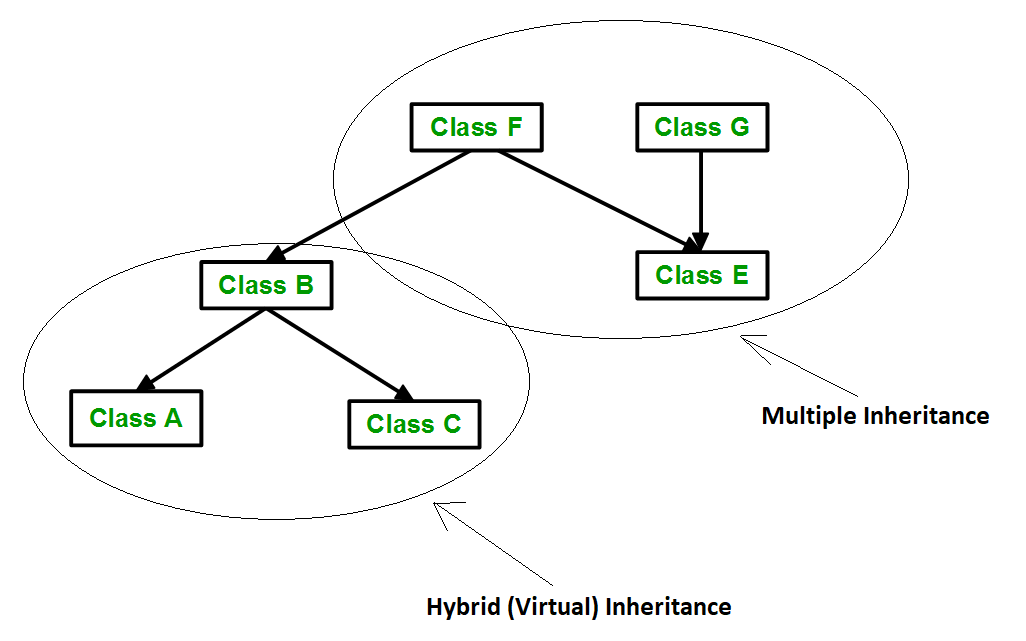 Class F
Class G
Class B
Class E
Class A
Class C
Multiple Inheritance
Hybrid (Virtual) Inheritance